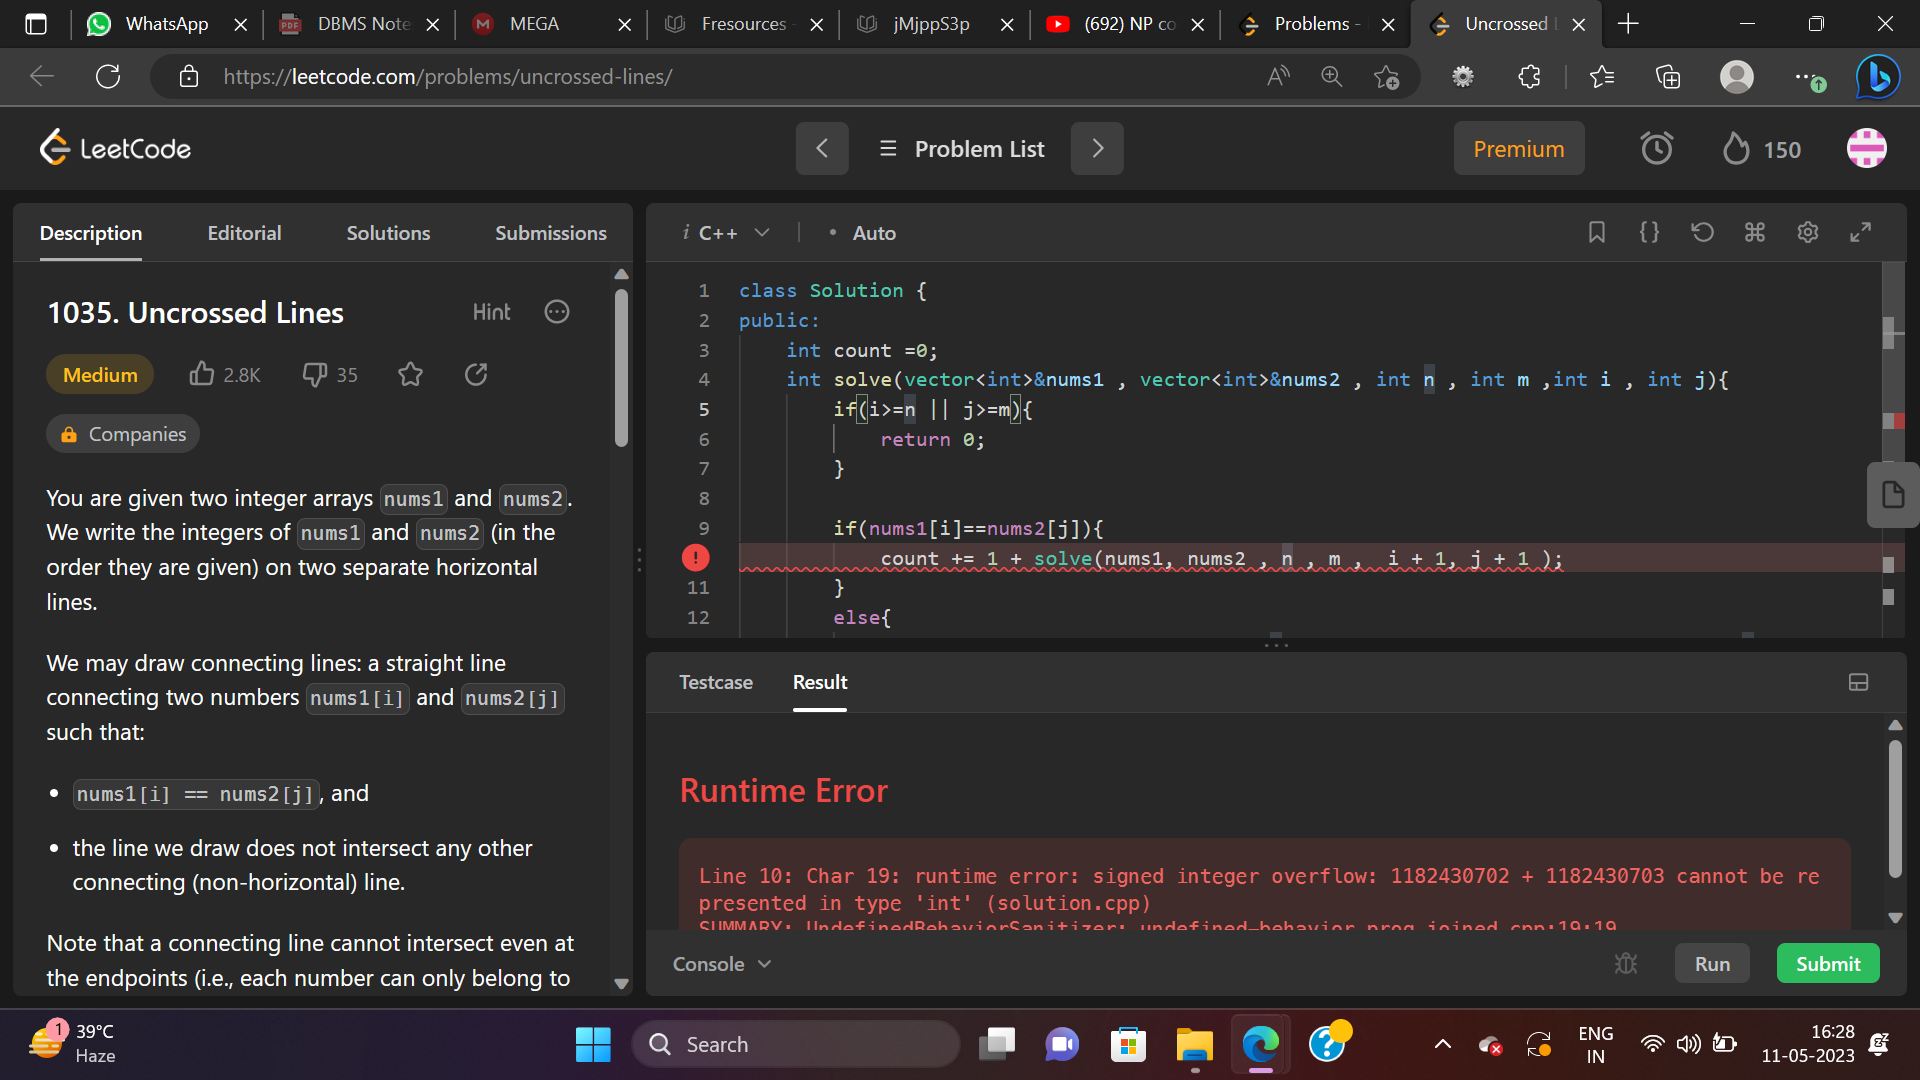 WhatsApp
DBMS Note
MEGA
Fresources -
jMjppS3p
(692) NP co
Problems -
Uncrossed L
https://leetcode.com/problems/uncrossed-lines/
LeetCode
Problem List
Premium
150
Description Editorial Solutions Submissions
1035. Uncrossed Lines
Hint
Medium 2.8K 35
Companies
You are given two integer arrays nums1 and nums2.
We write the integers of nums1 and nums2 (in the
order they are given) on two separate horizontal
lines.
We may draw connecting lines: a straight line
connecting two numbers nums1[i] and nums2[j]
such that:
• nums1[i] == nums2[j], and
• the line we draw does not intersect any other
connecting (non-horizontal) line.
Note that a connecting line cannot intersect even at
the endpoints (i.e., each number can only belong to
i C++ • Auto
1 class Solution {
2 public:
3 int count =0;
4 int solve(vector<int>&nums1 , vector<int>&nums2 , int n , int m ,int i , int j){
5 if(i>=n || j>=m){
6 return 0;
7 }
8
9 if(nums1[i]==nums2[j]){
! count += 1 + solve(nums1, nums2 , n , m ,  i + 1, j + 1 );
11 }
12 else{
Testcase Result
Runtime Error
Line 10: Char 19: runtime error: signed integer overflow: 1182430702 + 1182430703 cannot be re
presented in type 'int' (solution.cpp)
SUMMARY: UndefinedBehaviorSanitizer: undefined-behavior prog_joined.cpp:19:19
Console
Run
Submit
1
39°C
Haze
Search
ENG
IN
16:28
11-05-2023